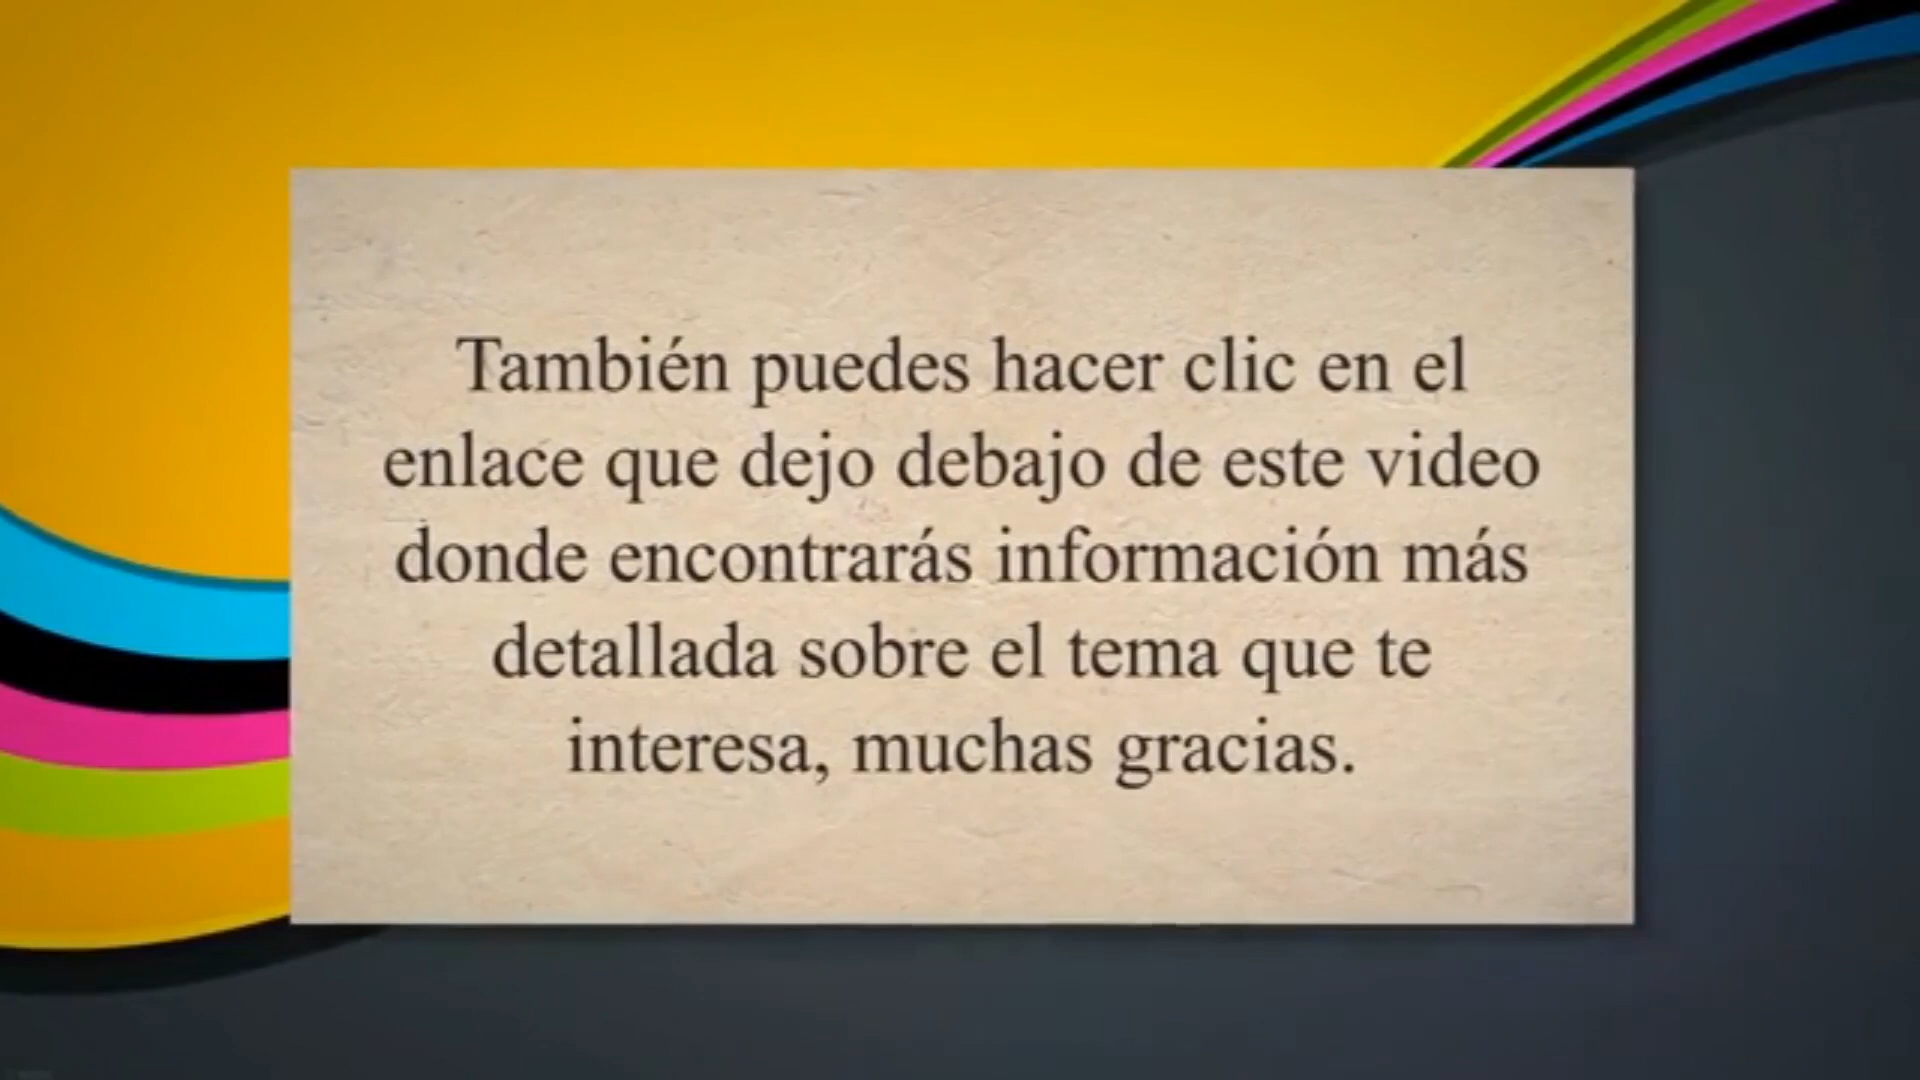 También puedes hacer clic en el
enlace que dejo debajo de este video
donde encontrarás información más
detallada sobre el tema que te
interesa, muchas gracias.